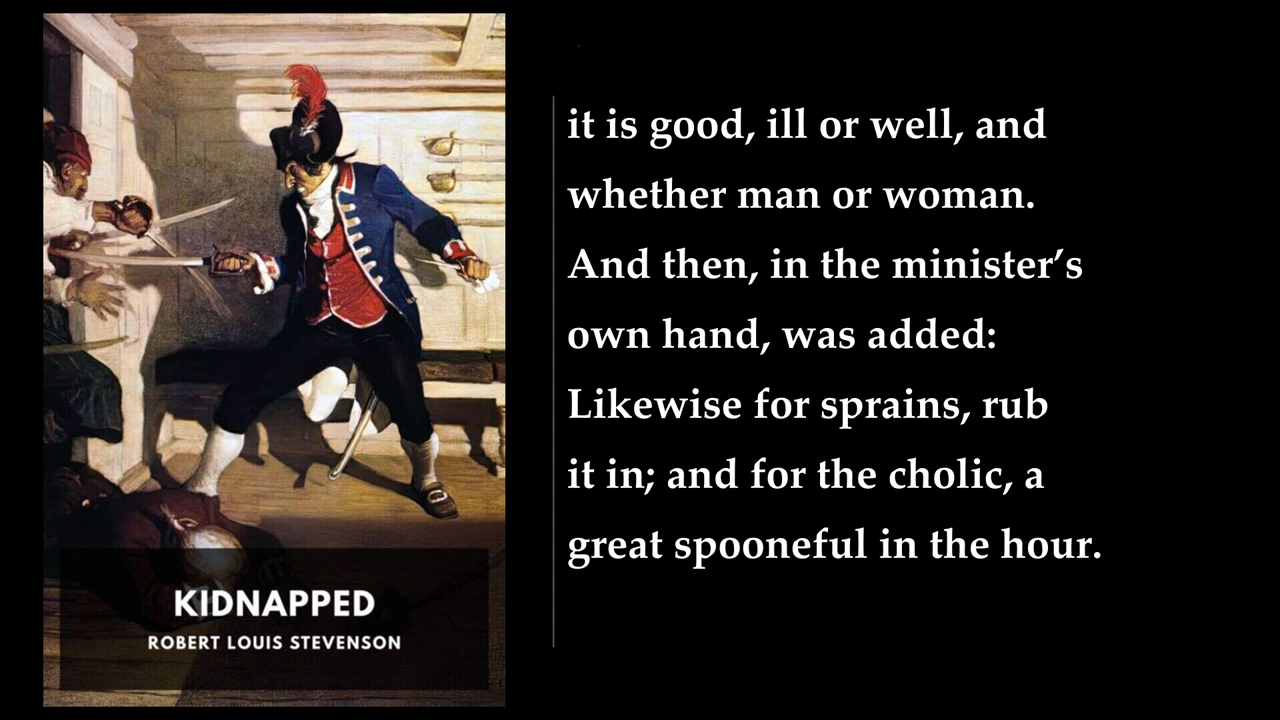 KIDNAPPED
ROBERT LOUIS STEVENSON
it is good, ill or well, and
whether man or woman.
And then, in the minister’s
own hand, was added:
Likewise for sprains, rub
it in; and for the cholic, a
great spooneful in the hour.